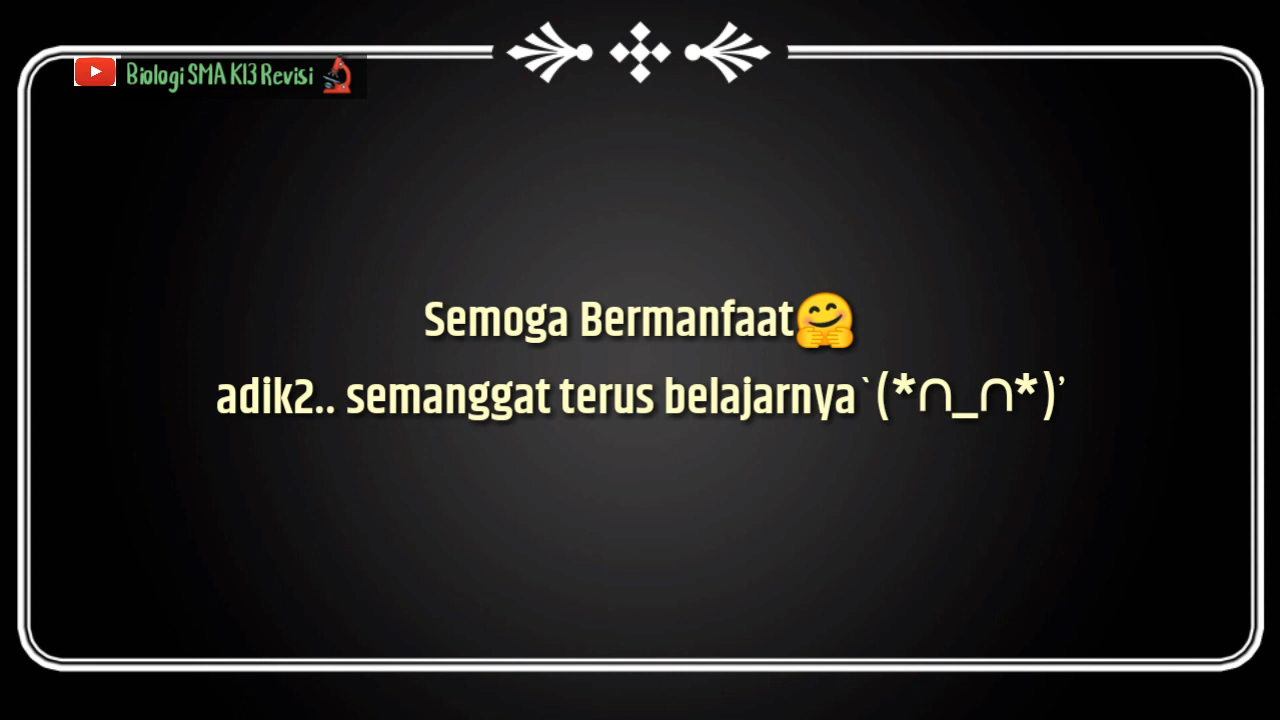 Biologi SMA K13 Revisi 🔬
Semoga Bermanfaat🤗
adik2.. semanggat terus belajarnya`(*∩_∩*)’